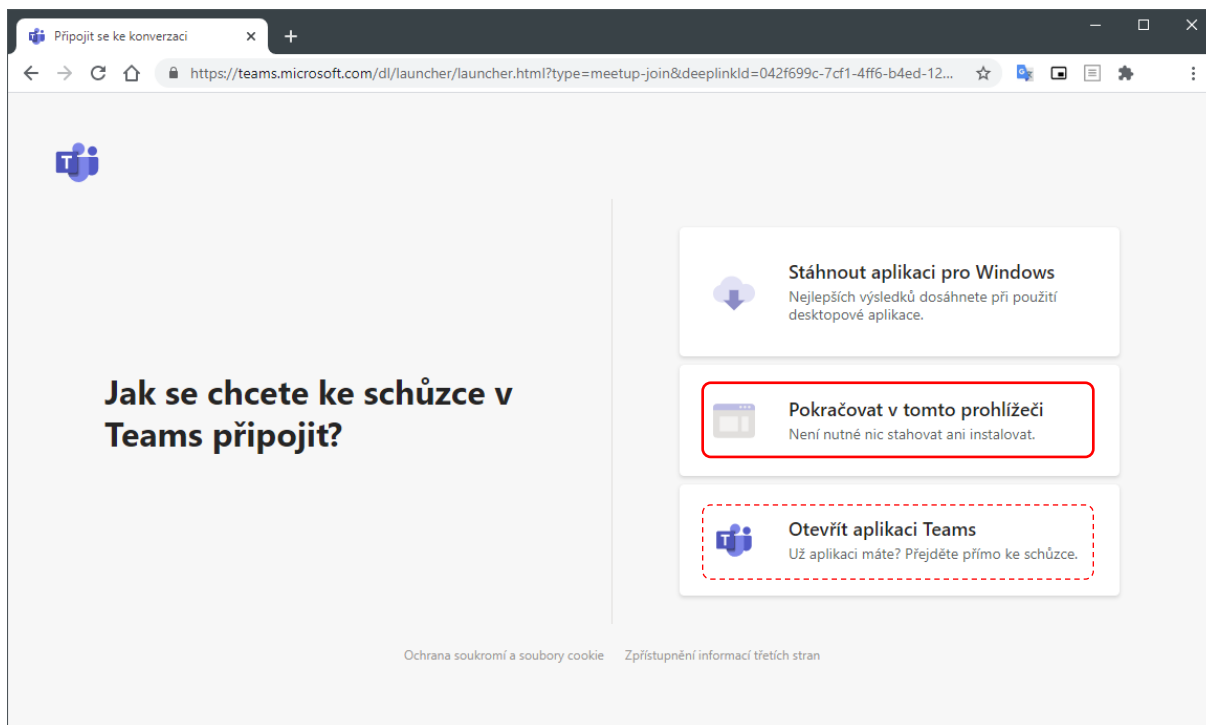 Připojit se ke konverzaci
https://teams.microsoft.com/dl/launcher/launcher.html?type=meetup-join&deeplinkId=042f699c-7cf1-4ff6-b4ed-12...
Stáhnout aplikaci pro Windows
Nejlepších výsledků dosáhnete při použití
desktopové aplikace.
Jak se chcete ke schůzce v
Teams připojit?
Pokračovat v tomto prohlížeči
Není nutné nic stahovat ani instalovat.
Otevřít aplikaci Teams
Už aplikaci máte? Přejděte přímo ke schůzce.
Ochrana soukromí a soubory cookie Zpřístupnění informací třetích stran